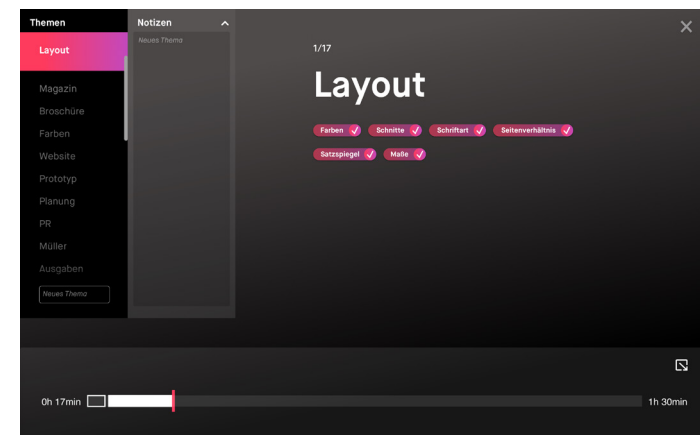 Themen
Layout
Magazin
Broschüre
Farben
Website
Prototyp
Planung
PR
Müller
Ausgaben
Neues Thema
Notizen
Neues Thema
1/17
Layout
Farben Schnitte Schriftart Seitenverhältnis
Satzspiegel Maße
0h 17min 1h 30min